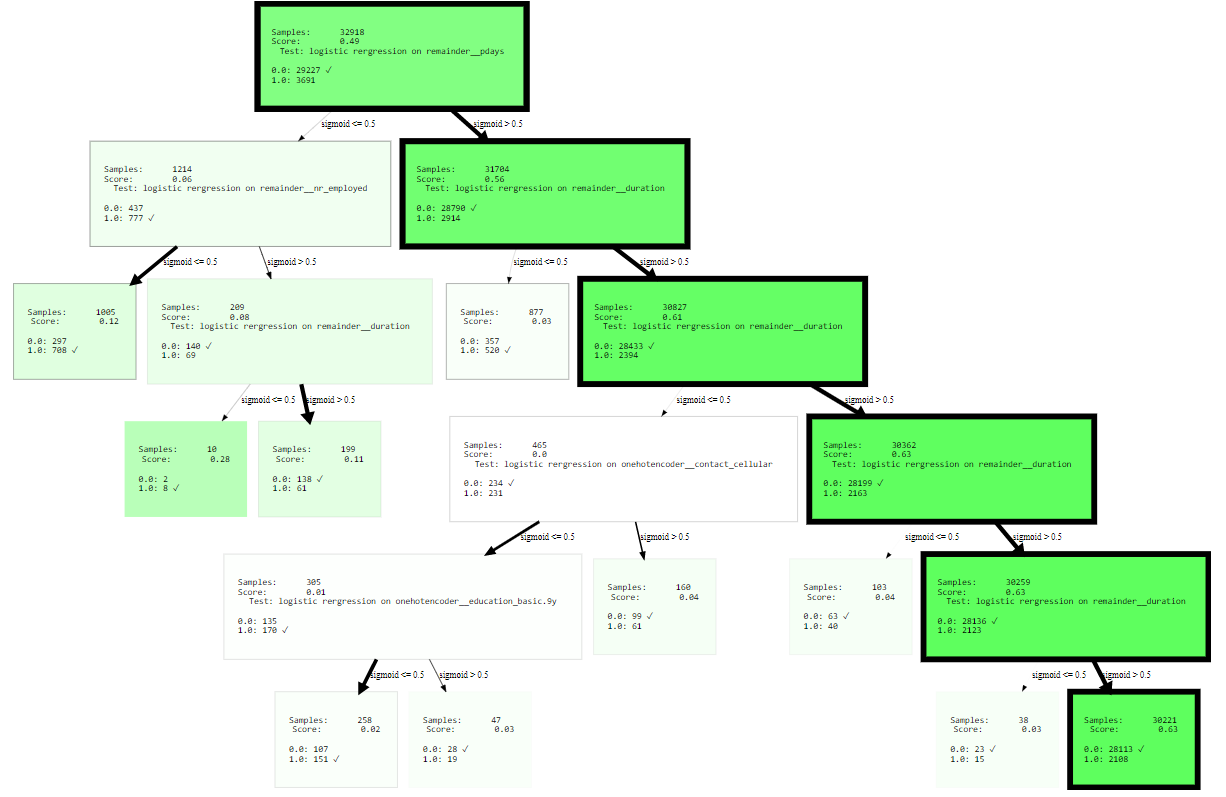 Samples: 32918
Score: 0.49
Test: logistic rergression on remainder__pdays
0.0: 29227 ✓
1.0: 3691
sigmoid <= 0.5
sigmoid > 0.5
Samples: 1214
Score: 0.06
Test: logistic rergression on remainder__nr_employed
0.0: 437
1.0: 777 ✓
Samples: 31704
Score: 0.56
Test: logistic rergression on remainder__duration
0.0: 28790 ✓
1.0: 2914
sigmoid <= 0.5
sigmoid > 0.5
sigmoid <= 0.5
sigmoid > 0.5
Samples: 1005
Score: 0.12
0.0: 297
1.0: 708 ✓
Samples: 209
Score: 0.08
Test: logistic rergression on remainder__duration
0.0: 140 ✓
1.0: 69
Samples: 877
Score: 0.03
0.0: 357
1.0: 520 ✓
Samples: 30827
Score: 0.61
Test: logistic rergression on remainder__duration
0.0: 28433 ✓
1.0: 2394
sigmoid <= 0.5
sigmoid > 0.5
sigmoid <= 0.5
sigmoid > 0.5
Samples: 10
Score: 0.28
0.0: 2
1.0: 8 ✓
Samples: 199
Score: 0.11
0.0: 138 ✓
1.0: 61
Samples: 465
Score: 0.0
Test: logistic rergression on onehotencoder__contact_cellular
0.0: 234 ✓
1.0: 231
Samples: 30362
Score: 0.63
Test: logistic rergression on remainder__duration
0.0: 28199 ✓
1.0: 2163
sigmoid <= 0.5
sigmoid > 0.5
sigmoid <= 0.5
sigmoid > 0.5
Samples: 305
Score: 0.01
Test: logistic rergression on onehotencoder__education_basic.9y
0.0: 135
1.0: 170 ✓
Samples: 160
Score: 0.04
0.0: 99 ✓
1.0: 61
Samples: 103
Score: 0.04
0.0: 63 ✓
1.0: 40
Samples: 30259
Score: 0.63
Test: logistic rergression on remainder__duration
0.0: 28136 ✓
1.0: 2123
sigmoid <= 0.5
sigmoid > 0.5
sigmoid <= 0.5
sigmoid > 0.5
Samples: 258
Score: 0.02
0.0: 107
1.0: 151 ✓
Samples: 47
Score: 0.03
0.0: 28 ✓
1.0: 19
Samples: 38
Score: 0.03
0.0: 23 ✓
1.0: 15
Samples: 30221
Score: 0.63
0.0: 28113 ✓
1.0: 2108